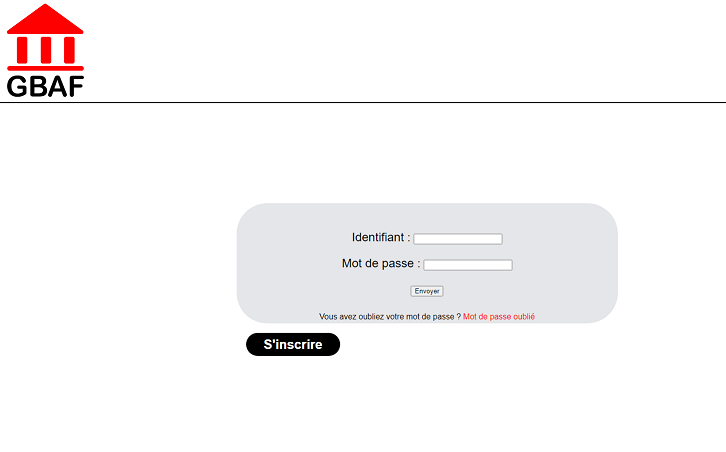 GBAF
Identifiant :
Mot de passe :
Envoyer
Vous avez oubliez votre mot de passe ? Mot de passe oublié
S'inscrire